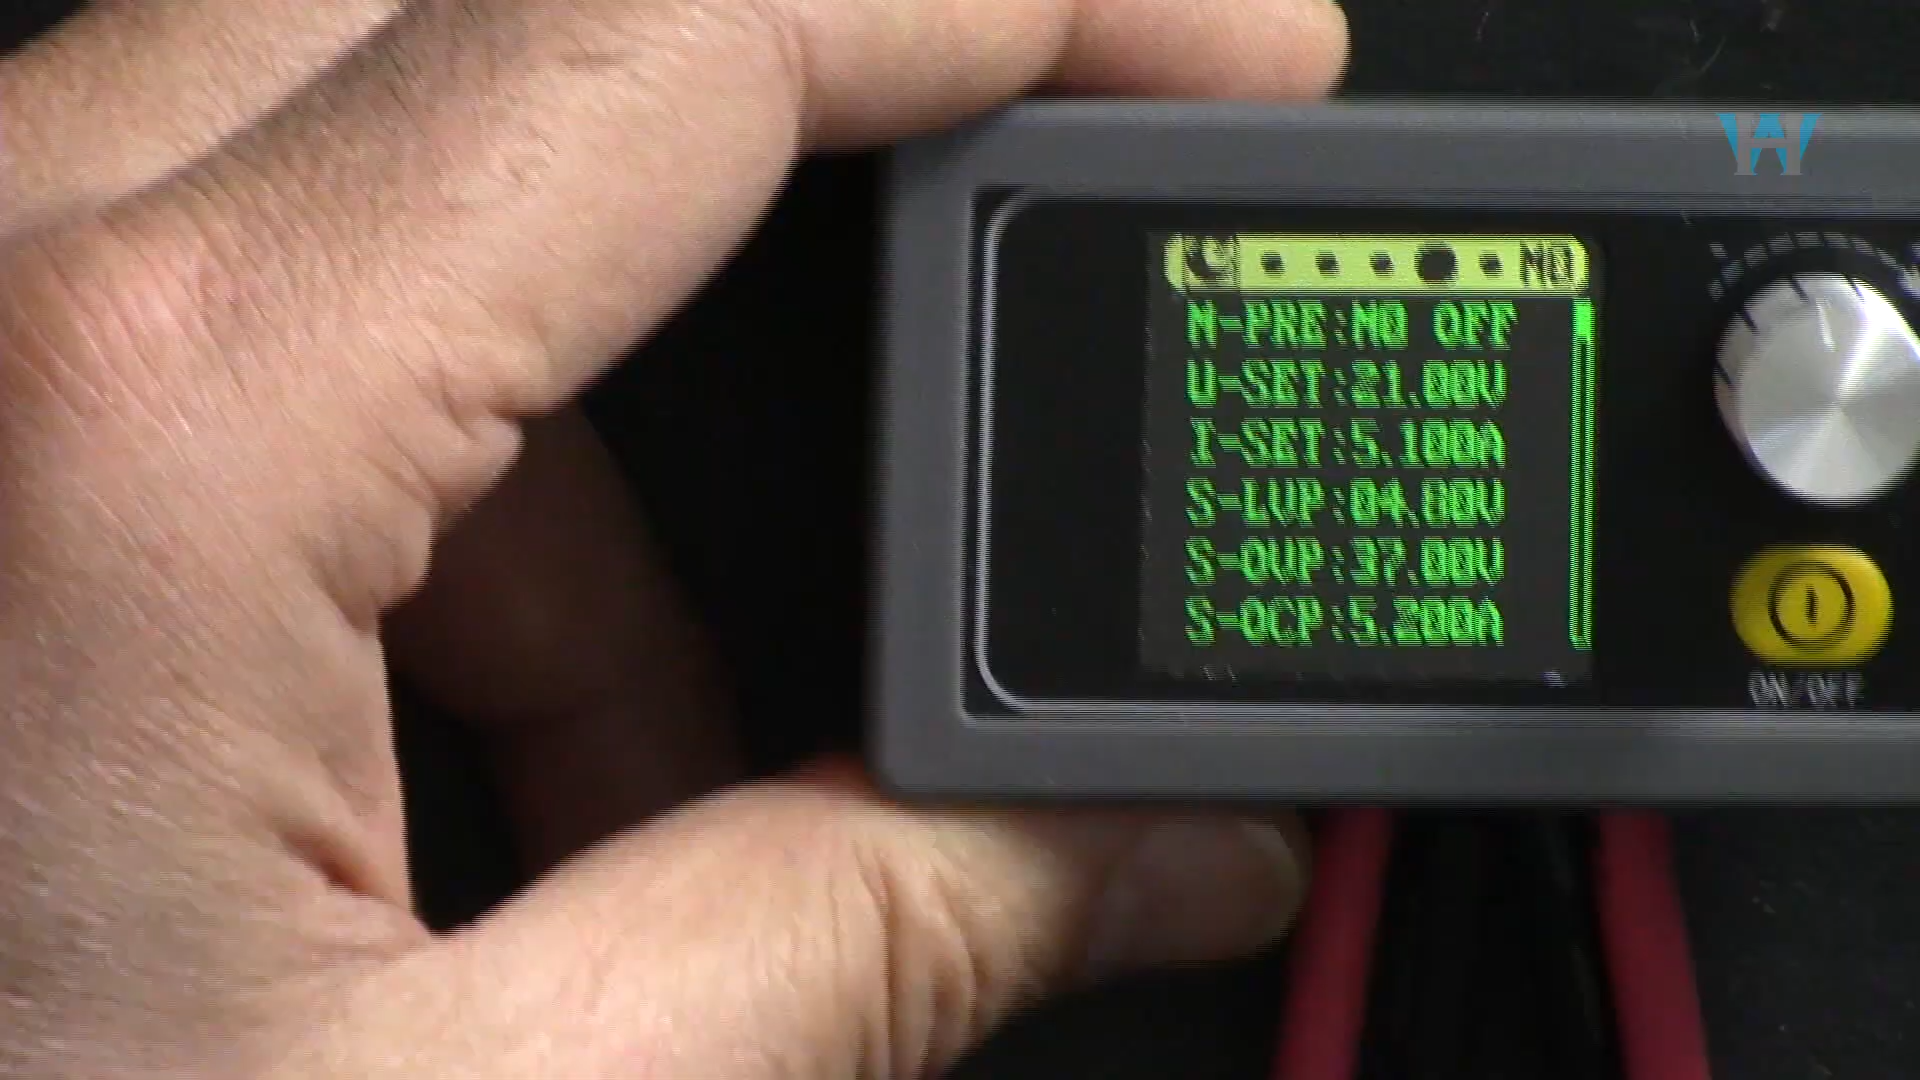 M0
M-PRE:M0 OFF
U-SET:21.00V
I-SET:5.100A
S-LVP:04.80V
S-OVP:37.00V
S-OCP:5.200A
ON/OFF